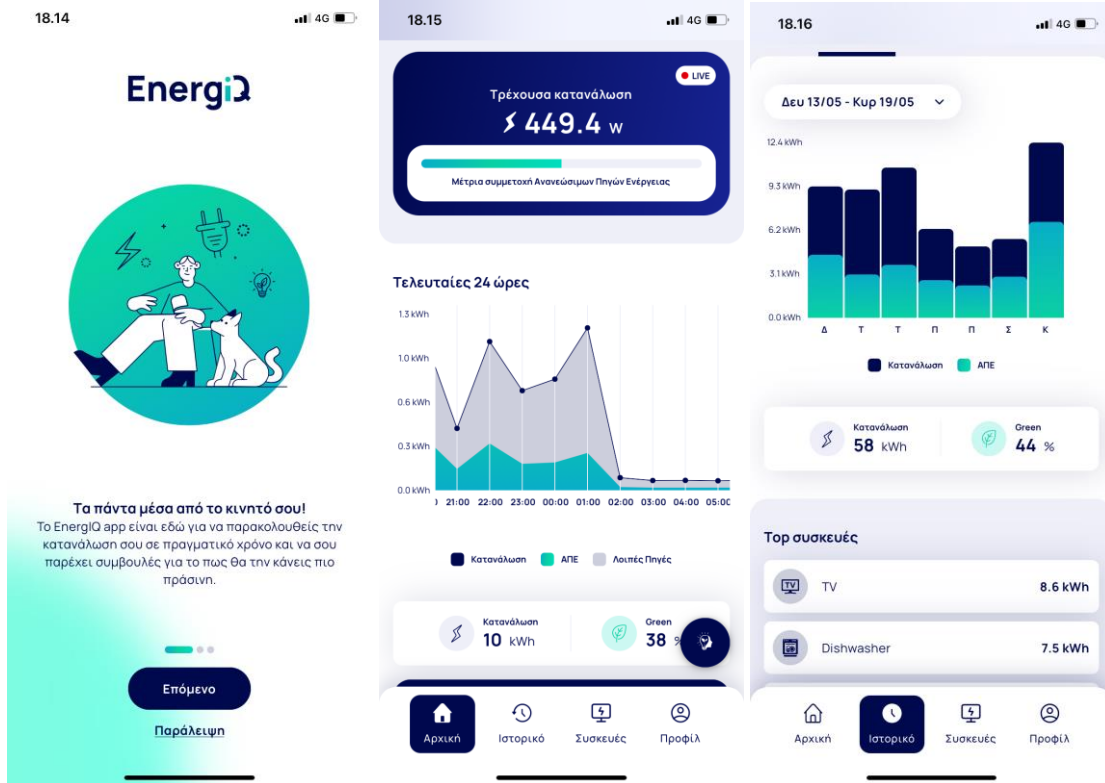 18.14
4G
EnergiQ
Τα πάντα μέσα από το κινητό σου!
Το EnergIQ app είναι εδώ για να παρακολουθείς την
κατανάλωση σου σε πραγματικό χρόνο και να σου
παρέχει συμβουλές για το πως θα την κάνεις πιο
πράσινη.
Επόμενο
Παράλειψη
18.15
4G
LIVE
Τρέχουσα κατανάλωση
449.4 W
Μέτρια συμμετοχή Ανανεώσιμων Πηγών Ενέργειας
Τελευταίες 24 ώρες
1.3 kWh
1.0 kWh
0.6 kWh
0.3 kWh
0.0 kWh
21:00 22:00 23:00 00:00 01:00 02:00 03:00 04:00 05:00
Κατανάλωση ΑΠΕ Λοιπές Πηγές
Κατανάλωση
10 kWh
Green
38 %
Αρχική Ιστορικό Συσκευές Προφίλ
18.16
4G
Δευ 13/05 - Κυρ 19/05
12.4 kWh
9.3 kWh
6.2 kWh
3.1 kWh
0.0 kWh
Δ Τ Τ Π Π Σ Κ
Κατανάλωση ΑΠΕ
Κατανάλωση
58 kWh
Green
44 %
Top συσκευές
TV
TV 8.6 kWh
Dishwasher 7.5 kWh
Αρχική Ιστορικό Συσκευές Προφίλ